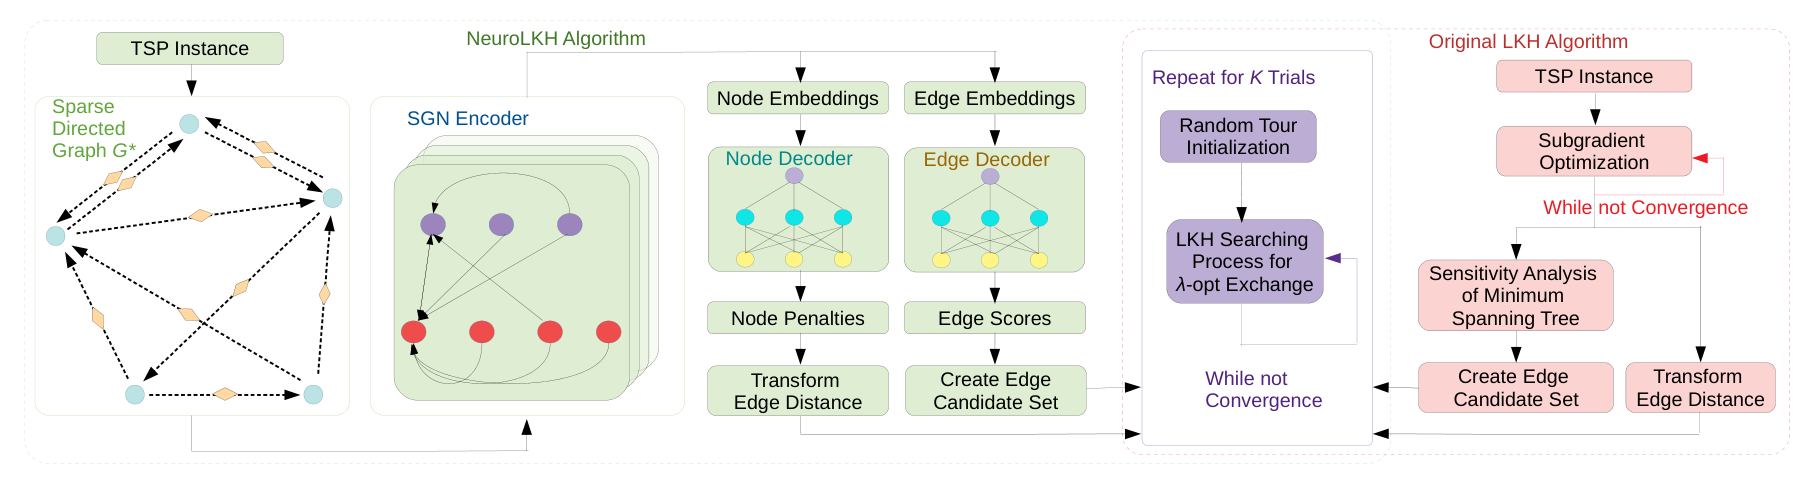 NeuroLKH Algorithm
TSP Instance
Sparse
Directed
Graph G*
SGN Encoder
Node Embeddings
Node Decoder
Node Penalties
Transform
Edge Distance
Edge Embeddings
Edge Decoder
Edge Scores
Create Edge
Candidate Set
Repeat for K Trials
Random Tour
Initialization
LKH Searching
Process for
λ-opt Exchange
While not
Convergence
Original LKH Algorithm
TSP Instance
Subgradient
Optimization
While not Convergence
Sensitivity Analysis
of Minimum
Spanning Tree
Create Edge
Candidate Set
Transform
Edge Distance